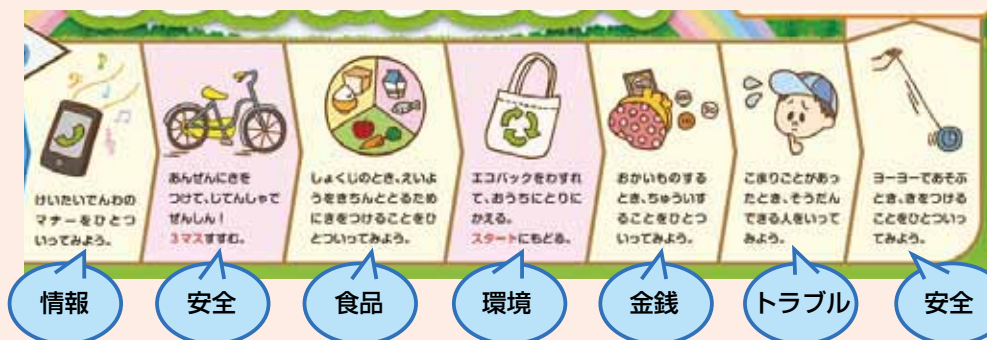 けいたいでんわの
マナーをひとつ
いってみよう。
あんぜんにきを
つけて、じてんしゃで
ぜんしん！
3マスすすむ。
しょくじのとき、えいよ
うをきちんととるため
にきをつけることをひ
とついってみよう。
エコバックをわすれ
て、おうちにとりに
かえる。
スタートにもどる。
おかいものする
とき、ちゅういす
ることをひとつ
いってみよう。
こまりごとがあっ
たとき、そうだん
できる人をいって
みよう。
ヨーヨーであそぶ
とき、きをつける
ことをひとついっ
てみよう。
情報
安全
食品
環境
金銭
トラブル
安全